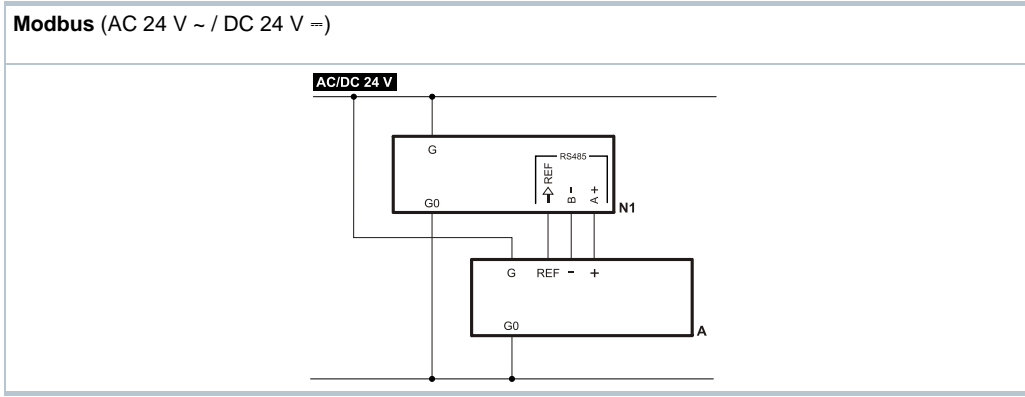 Modbus (AC 24 V ~ / DC 24 V ⎓)
AC/DC 24 V
G
RS485
REF
B -
A +
G0
N1
G REF - +
G0
A